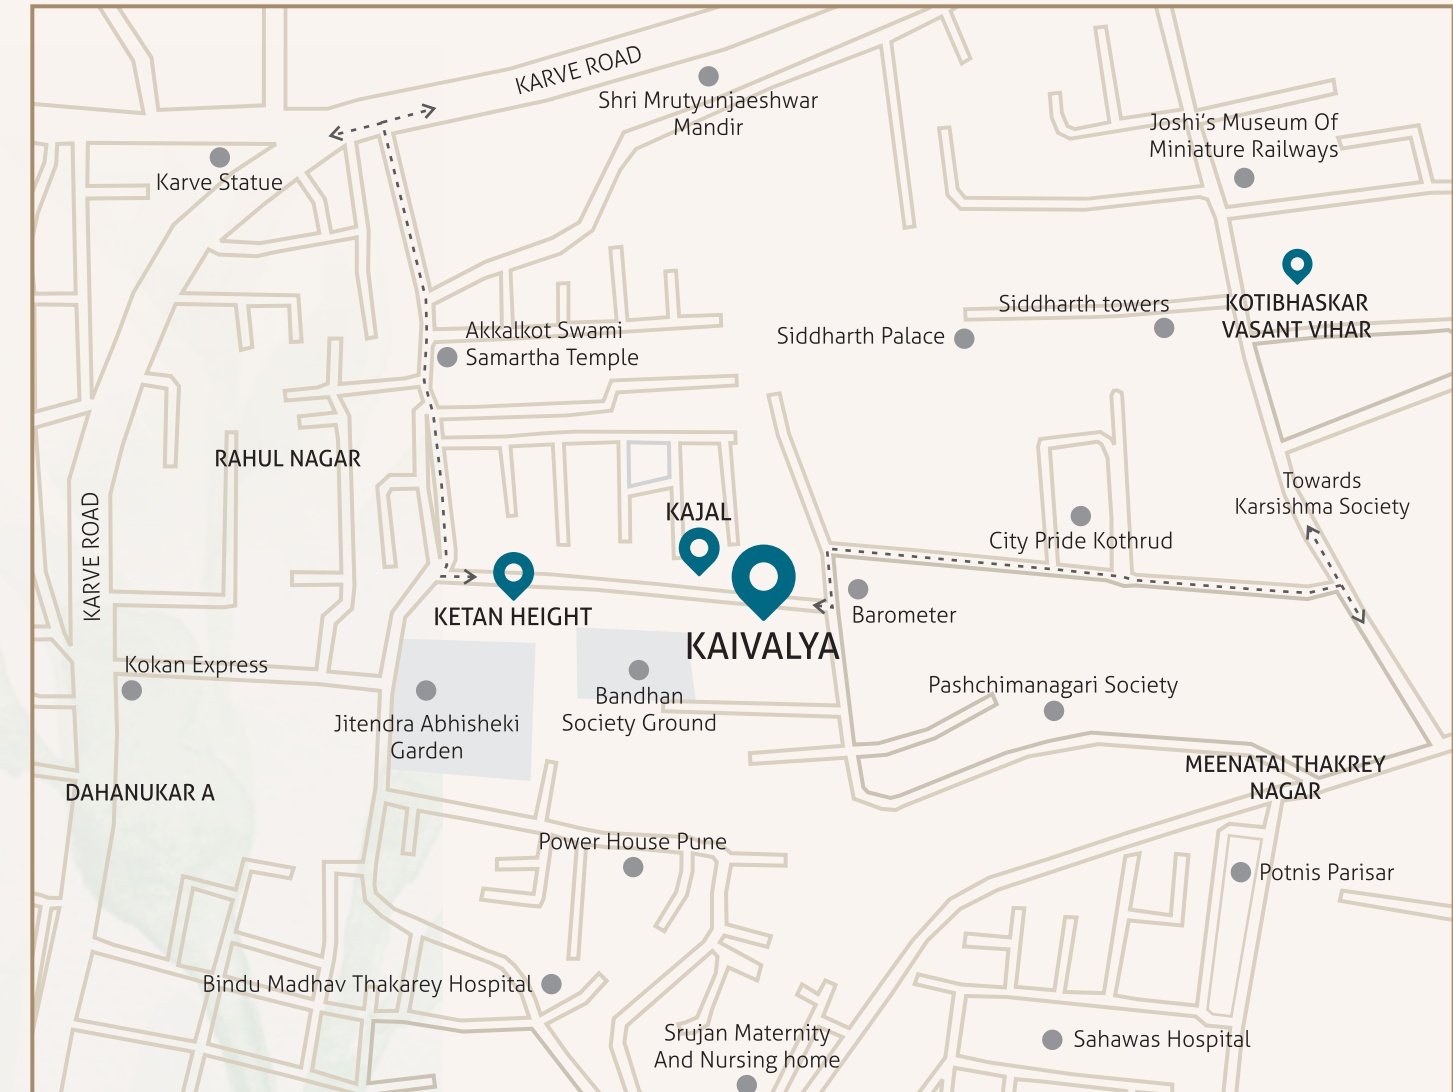 KARVE ROAD
Shri Mrutyunjaeshwar
Mandir
Joshi's Museum Of
Miniature Railways
Karve Statue
Siddharth towers
KOTIBHASKAR
VASANT VIHAR
Akkalkot Swami
Samartha Temple
Siddharth Palace
RAHUL NAGAR
Towards
Karsishma Society
KARVE ROAD
KAJAL
City Pride Kothrud
KETAN HEIGHT
Barometer
KAIVALYA
Kokan Express
Pashchimanagari Society
Bandhan
Society Ground
Jitendra Abhisheki
Garden
MEENATAI THAKREY
NAGAR
DAHANUKAR A
Power House Pune
Potnis Parisar
Bindu Madhav Thakarey Hospital
Srujan Maternity
And Nursing home
Sahawas Hospital